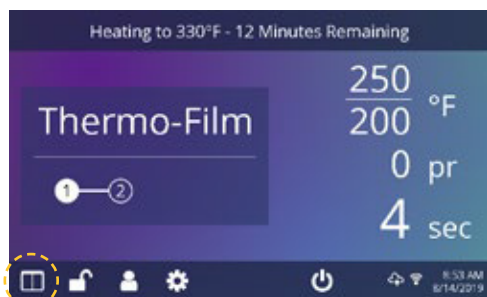 Heating to 330°F - 12 Minutes Remaining
Thermo-Film
1 2
250
200 °F
0 pr
4 sec
8:53 AM
8/14/2019